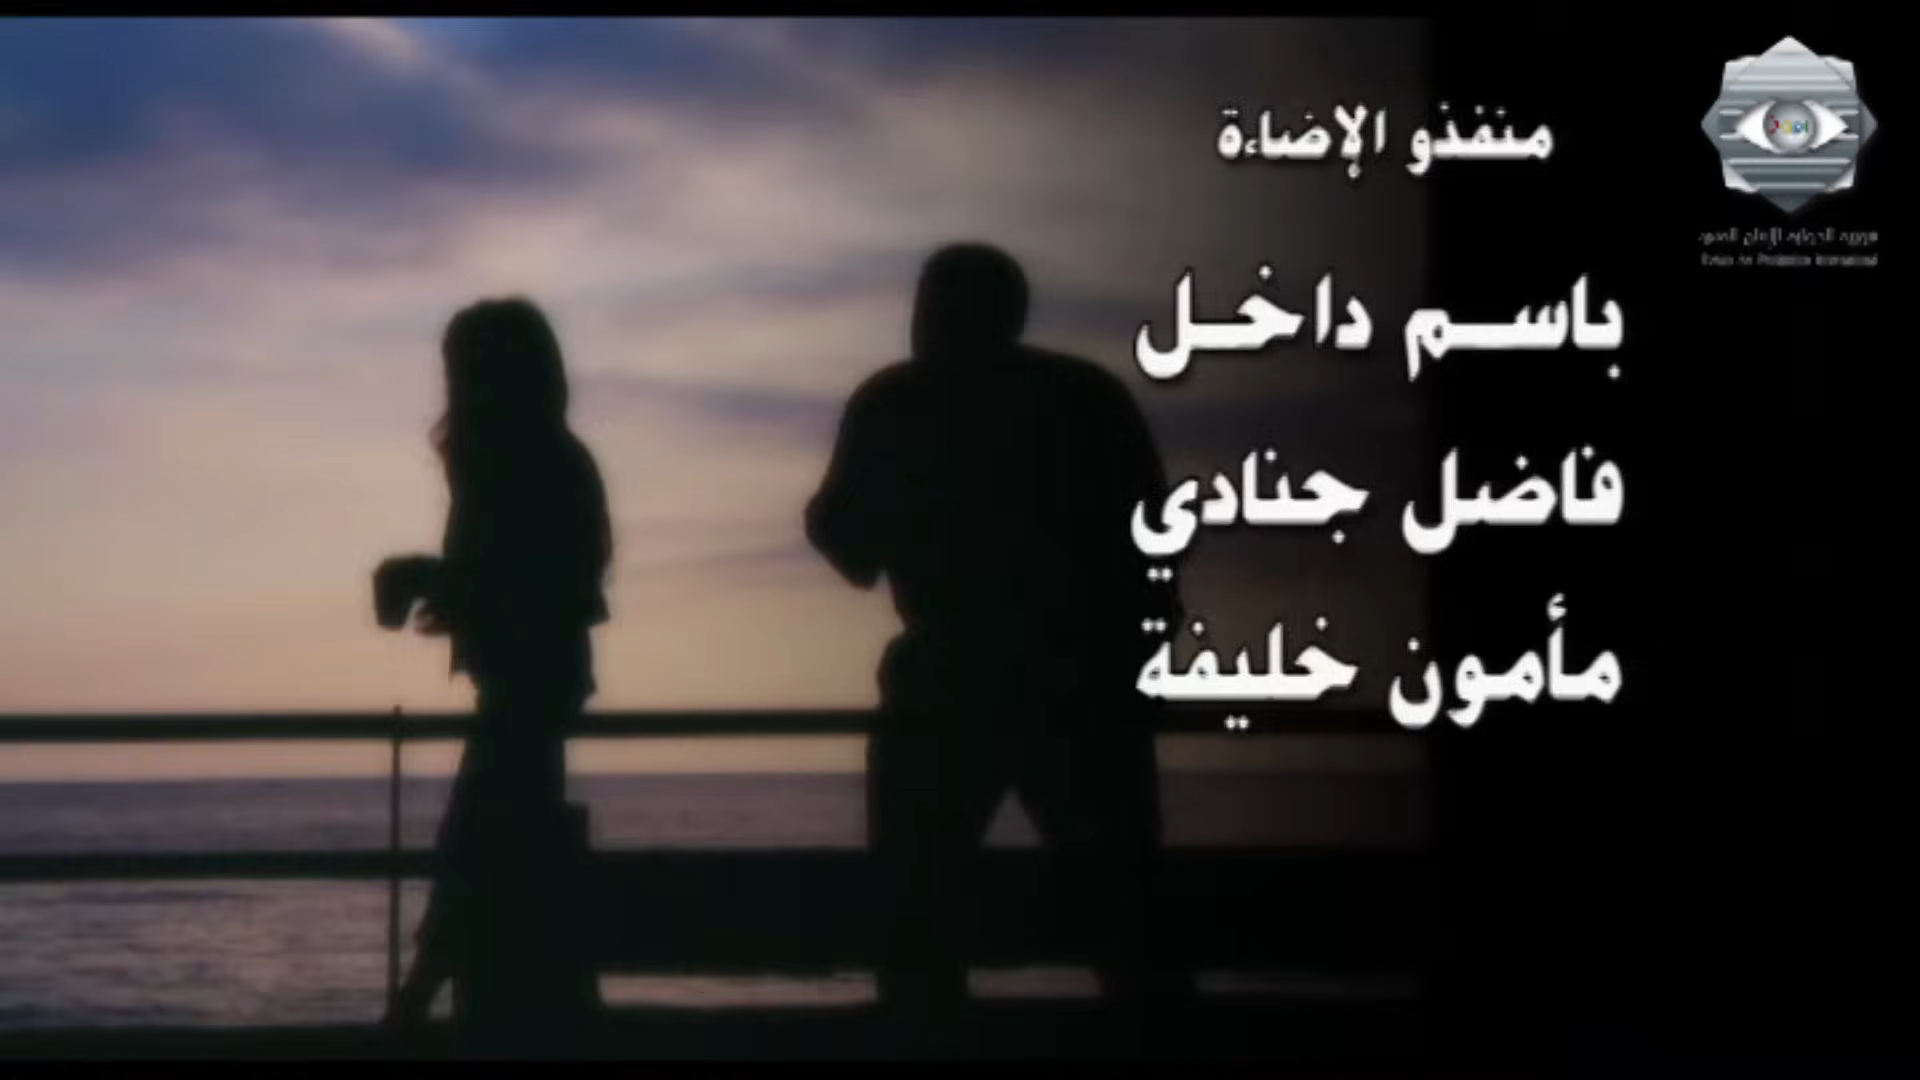 منفذو الإضاءة
باسم داخل
فاضل جنادي
مأمون خليفة